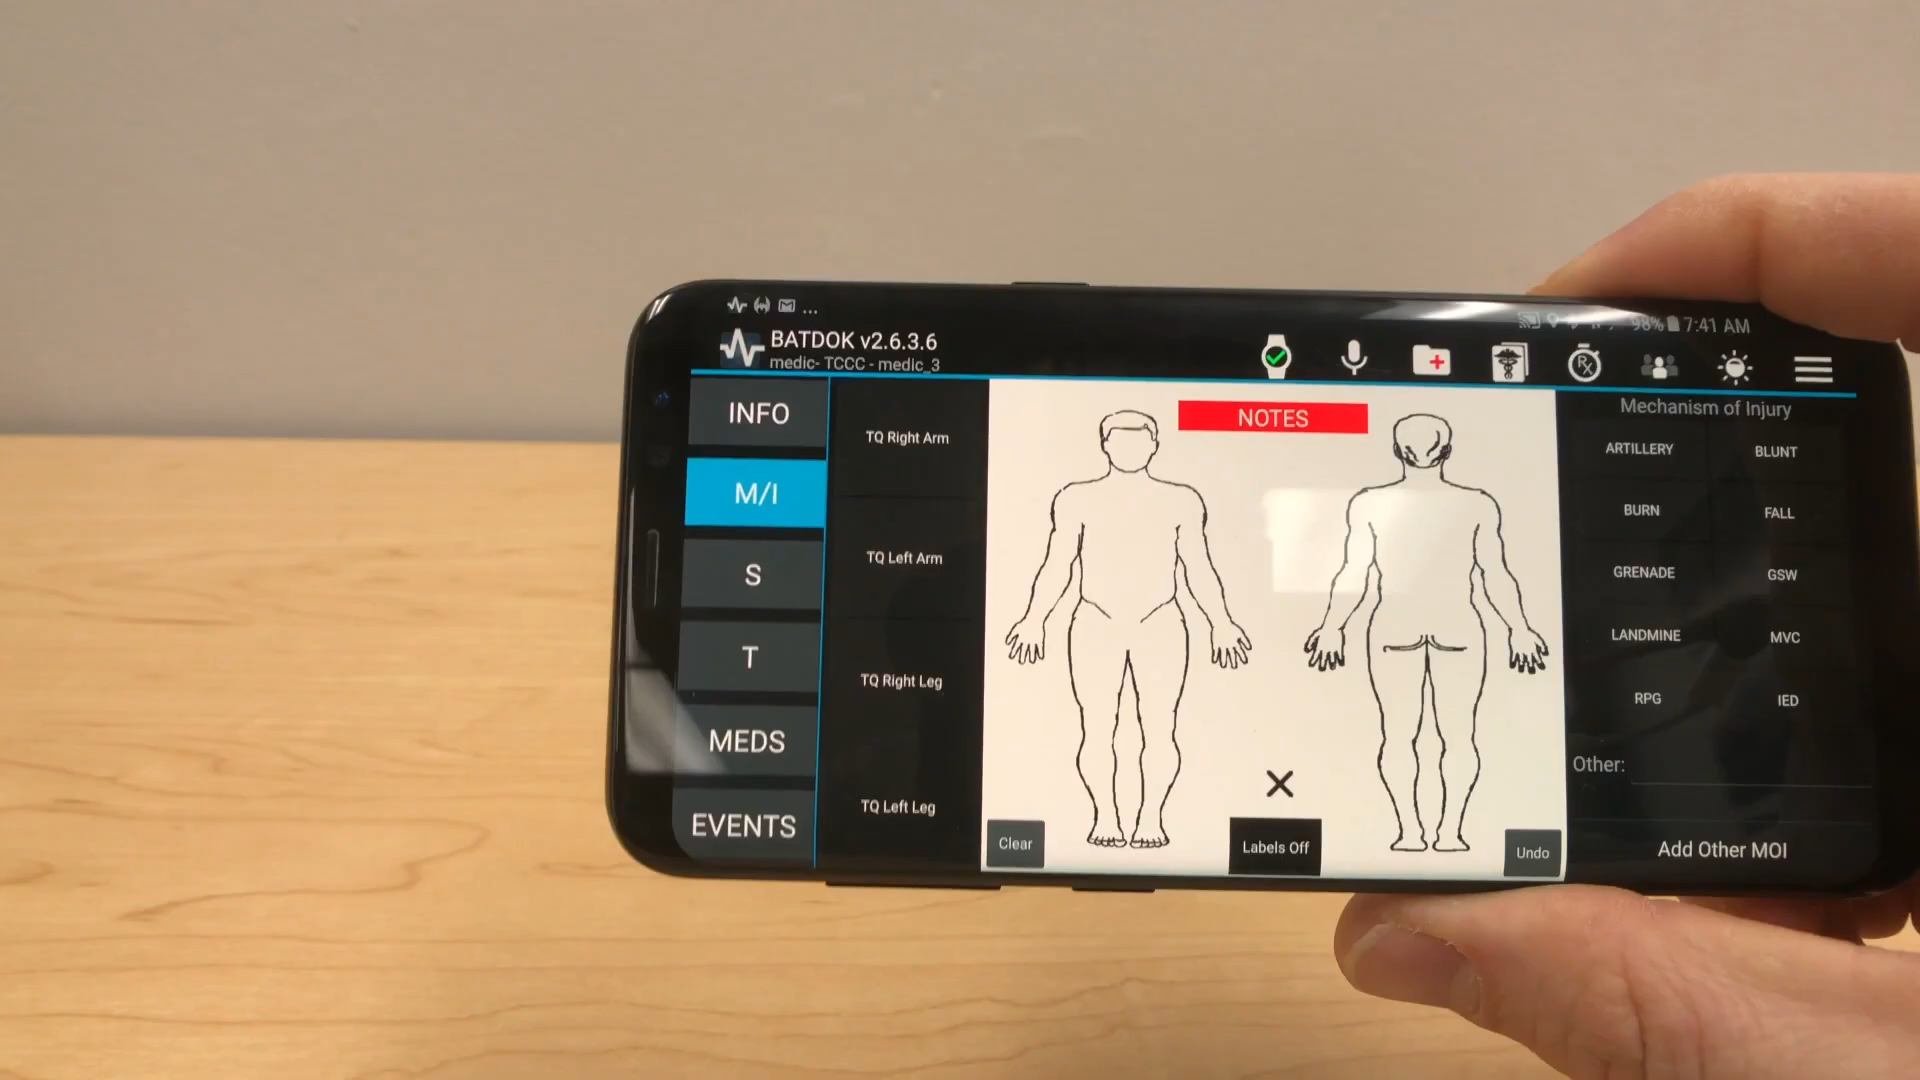 98% 7:41 AM
BATDOK v2.6.3.6
medic- TCCC - medic_3
INFO
M/I
S
T
MEDS
EVENTS
TQ Right Arm
TQ Left Arm
TQ Right Leg
TQ Left Leg
NOTES
Clear
Labels Off
Undo
Mechanism of Injury
ARTILLERY BLUNT
BURN FALL
GRENADE GSW
LANDMINE MVC
RPG IED
Other:
Add Other MOI